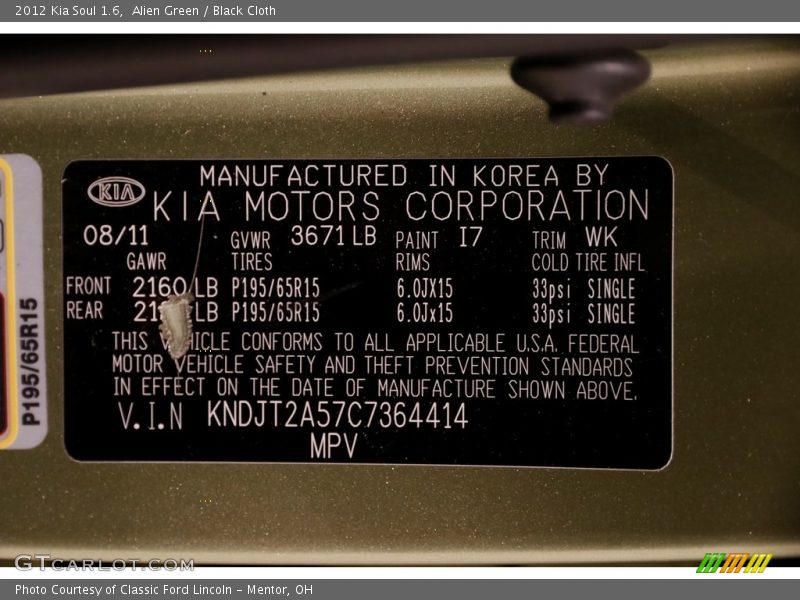 2012 Kia Soul 1.6, Alien Green / Black Cloth
KIA
MANUFACTURED IN KOREA BY
KIA MOTORS CORPORATION
08/11 GVWR 3671LB PAINT I7 TRIM WK
GAWR TIRES RIMS COLD TIRE INFL
FRONT 2160 LB P195/65R15 6.0JX15 33psi SINGLE
REAR LB P195/65R15 6.0Jx15 33psi SINGLE
THIS VEHICLE CONFORMS TO ALL APPLICABLE U.S.A. FEDERAL
MOTOR VEHICLE SAFETY AND THEFT PREVENTION STANDARDS
IN EFFECT ON THE DATE OF MANUFACTURE SHOWN ABOVE.
V.I.N KNDJT2A57C7364414
MPV
P195/65R15
GTCARLOT.COM
Photo Courtesy of Classic Ford Lincoln - Mentor, OH